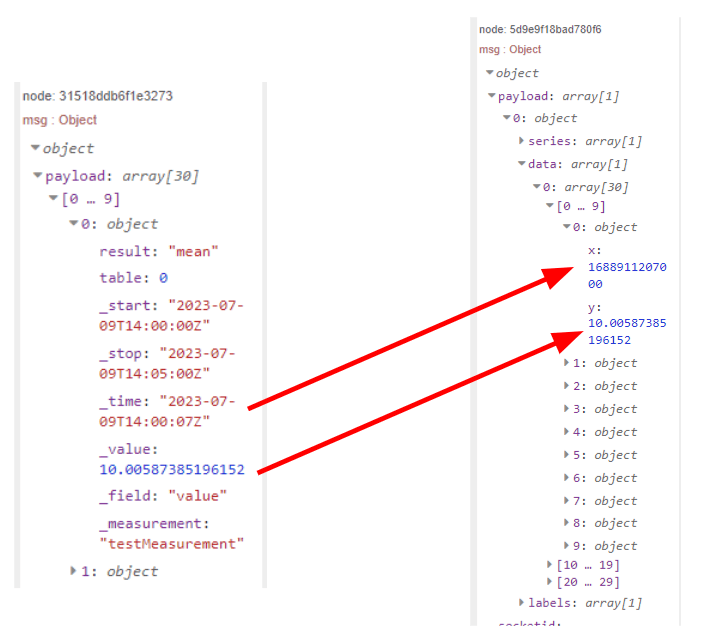 node: 31518ddb6f1e3273
msg : Object
object
payload: array[30]
[0 … 9]
0: object
result: "mean"
table: 0
_start: "2023-07-
09T14:00:00Z"
_stop: "2023-07-
09T14:05:00Z"
_time: "2023-07-
09T14:00:07Z"
_value:
10.00587385196152
_field: "value"
_measurement:
"testMeasurement"
1: object
node: 5d9e9f18bad780f6
msg : Object
object
payload: array[1]
0: object
series: array[1]
data: array[1]
0: array[30]
[0 … 9]
0: object
x:
16889112070
00
y:
10.00587385
196152
1: object
2: object
3: object
4: object
5: object
6: object
7: object
8: object
9: object
[10 … 19]
[20 … 29]
labels: array[1]
socketid: